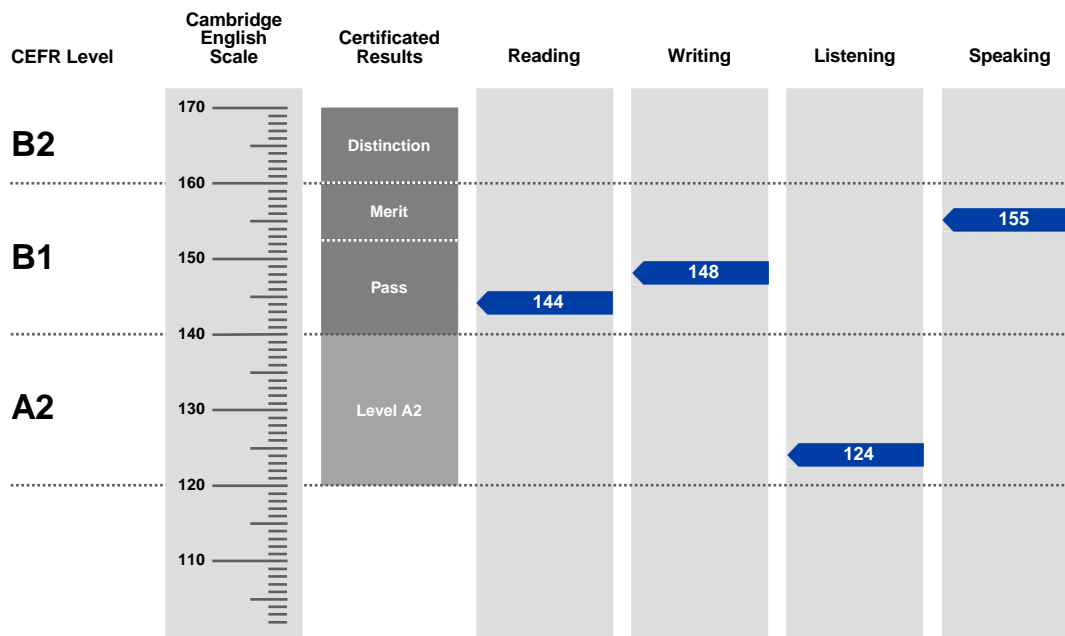 CEFR Level
Cambridge
English
Scale
Certificated
Results
Reading
Writing
Listening
Speaking
170
B2
Distinction
160
Merit
155
B1
150
148
Pass
144
140
A2
130
Level A2
124
120
110